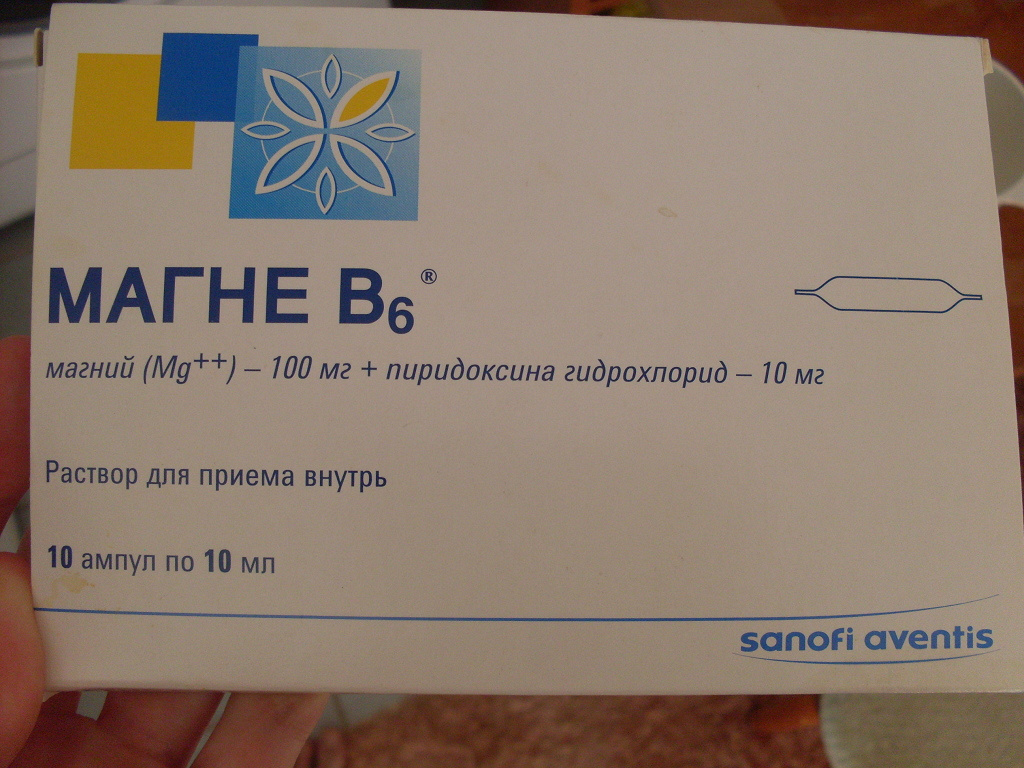 МАГНЕ В6®
магний (Mg++) – 100 мг + пиридоксина гидрохлорид – 10 мг
Раствор для приема внутрь
10 ампул по 10 мл
sanofi aventis